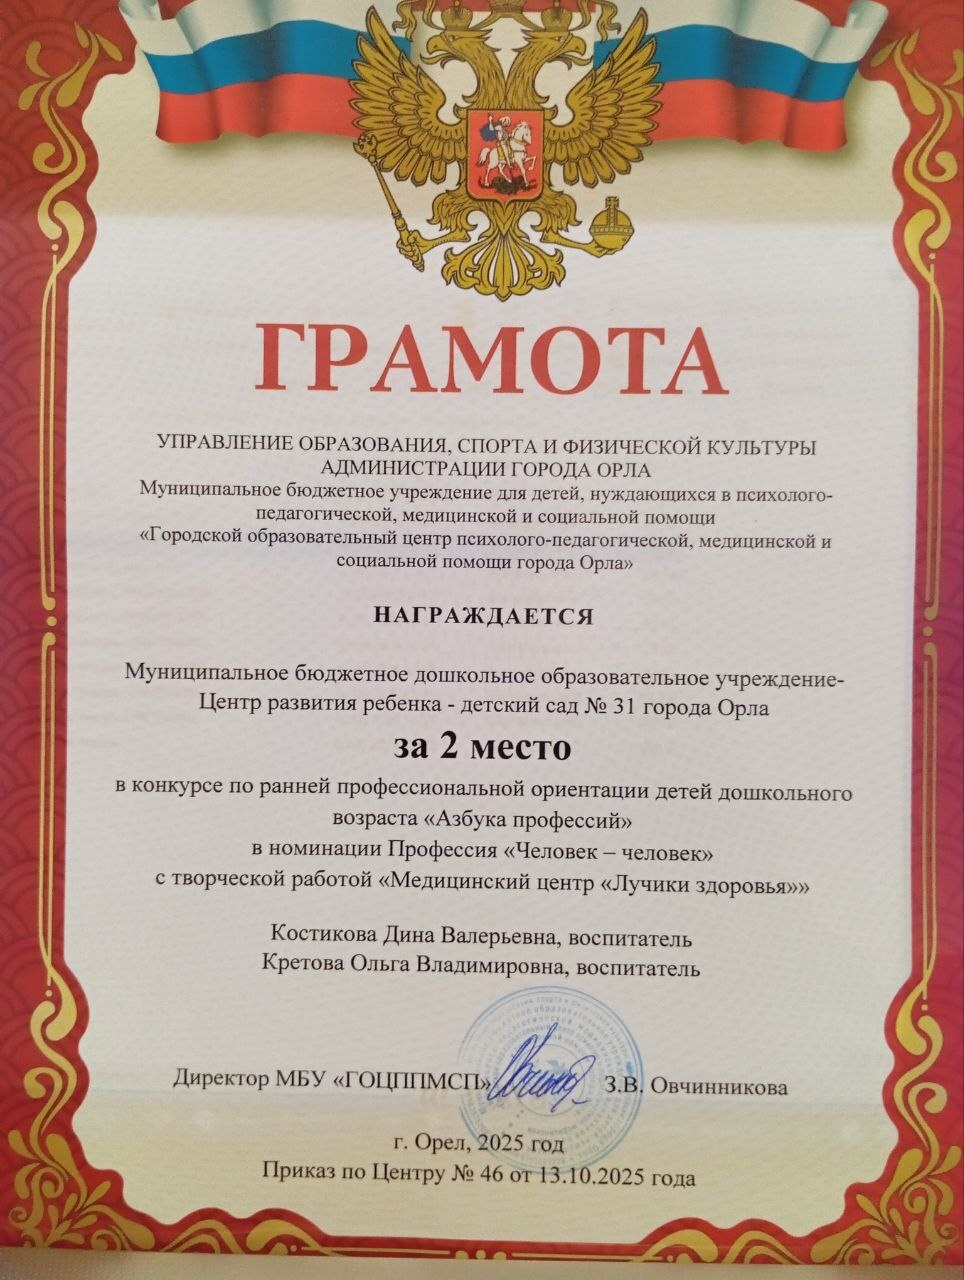 ГРАМОТА
УПРАВЛЕНИЕ ОБРАЗОВАНИЯ, СПОРТА И ФИЗИЧЕСКОЙ КУЛЬТУРЫ
АДМИНИСТРАЦИИ ГОРОДА ОРЛА
Муниципальное бюджетное учреждение для детей, нуждающихся в психолого-
педагогической, медицинской и социальной помощи
«Городской образовательный центр психолого-педагогической, медицинской и
социальной помощи города Орла»
НАГРАЖДАЕТСЯ
Муниципальное бюджетное дошкольное образовательное учреждение-
Центр развития ребенка - детский сад № 31 города Орла
за 2 место
в конкурсе по ранней профессиональной ориентации детей дошкольного
возраста «Азбука профессий»
в номинации Профессия «Человек – человек»
с творческой работой «Медицинский центр «Лучики здоровья»»
Костикова Дина Валерьевна, воспитатель
Кретова Ольга Владимировна, воспитатель
Директор МБУ «ГОЦППМСП» З.В. Овчинникова
г. Орел, 2025 год
Приказ по Центру № 46 от 13.10.2025 года